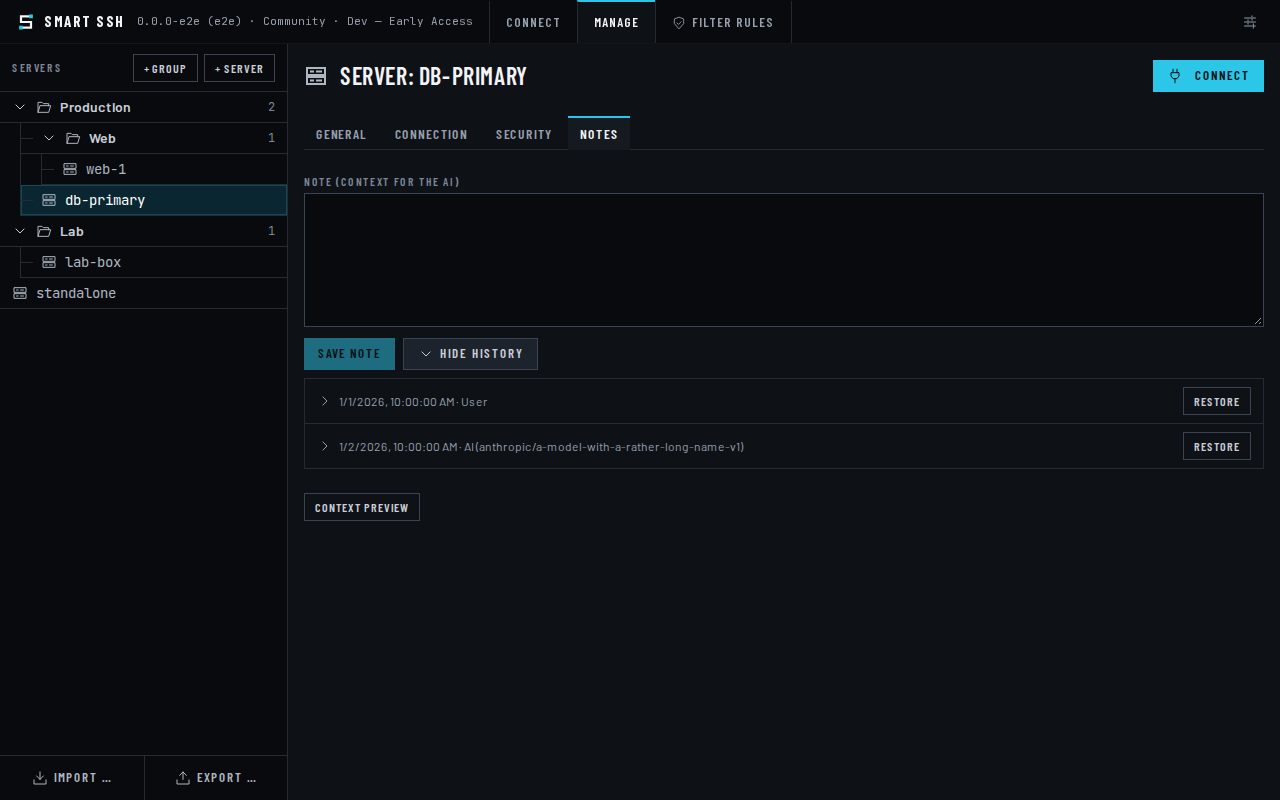 SMART SSH 0.0.0-e2e (e2e) · Community · Dev — Early Access CONNECT MANAGE FILTER RULES
SERVERS +GROUP +SERVER
Production 2
Web 1
web-1
db-primary
Lab 1
lab-box
standalone
IMPORT … EXPORT …
SERVER: DB-PRIMARY CONNECT
GENERAL CONNECTION SECURITY NOTES
NOTE (CONTEXT FOR THE AI)
SAVE NOTE HIDE HISTORY
1/1/2026, 10:00:00 AM · User RESTORE
1/2/2026, 10:00:00 AM · AI (anthropic/a-model-with-a-rather-long-name-v1) RESTORE
CONTEXT PREVIEW